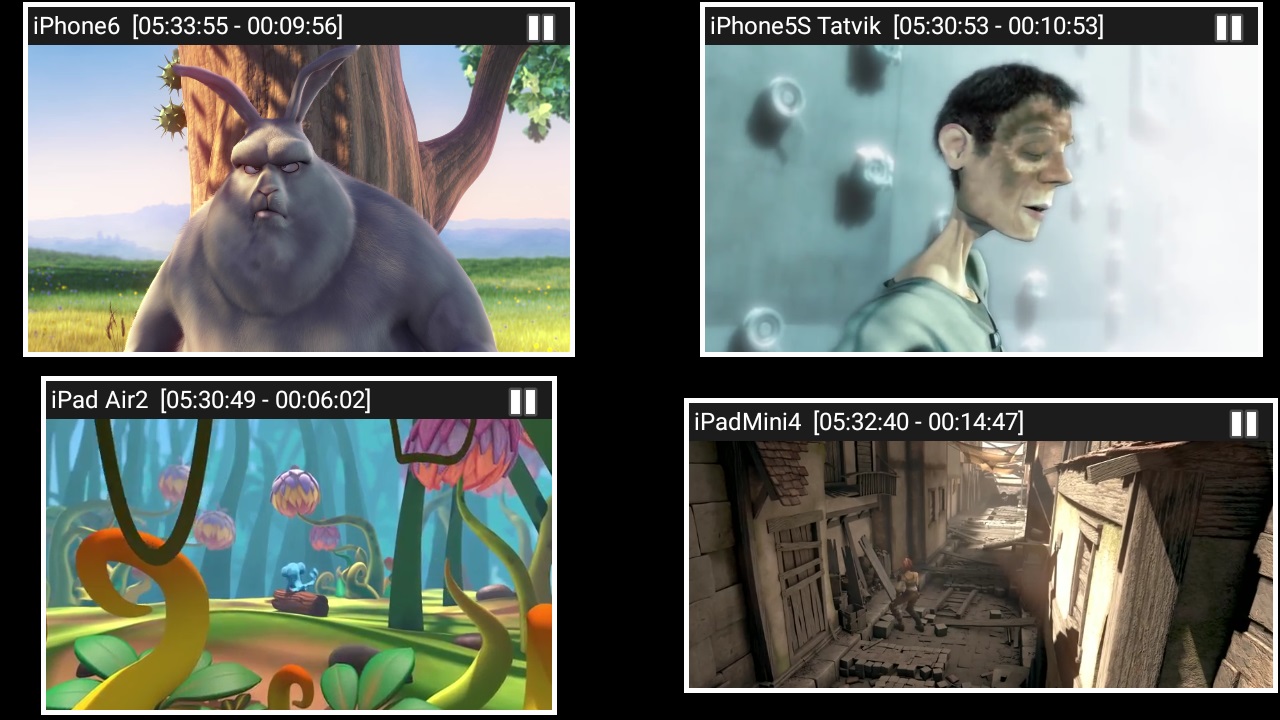 iPhone6 [05:33:55 - 00:09:56]
iPhone5S Tatvik [05:30:53 - 00:10:53]
iPad Air2 [05:30:49 - 00:06:02]
iPadMini4 [05:32:40 - 00:14:47]